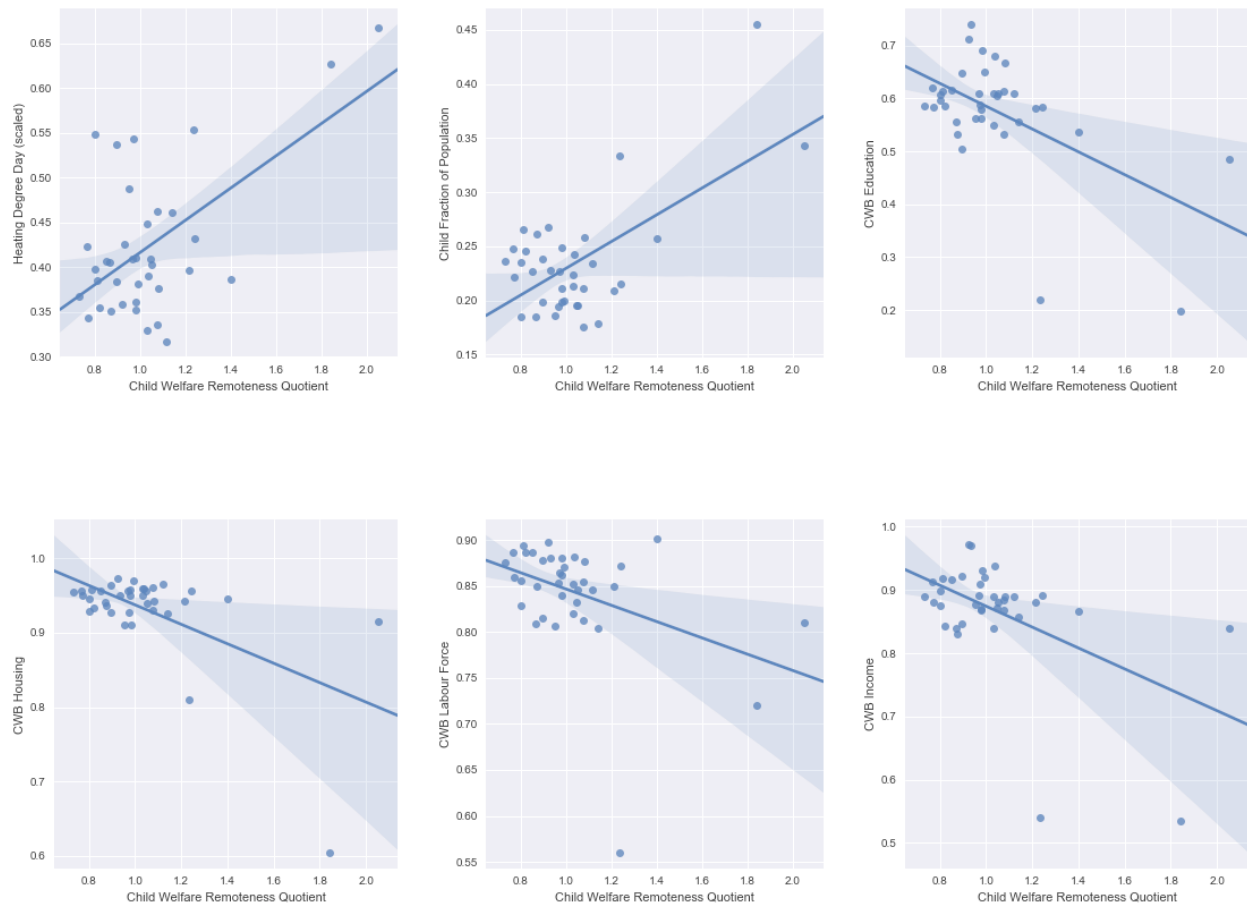 Heating Degree Day (scaled)
0.65
0.60
0.55
0.50
0.45
0.40
0.35
0.30
0.8 1.0 1.2 1.4 1.6 1.8 2.0
Child Welfare Remoteness Quotient
Child Fraction of Population
0.45
0.40
0.35
0.30
0.25
0.20
0.15
0.8 1.0 1.2 1.4 1.6 1.8 2.0
Child Welfare Remoteness Quotient
CWB Education
0.7
0.6
0.5
0.4
0.3
0.2
0.8 1.0 1.2 1.4 1.6 1.8 2.0
Child Welfare Remoteness Quotient
CWB Housing
1.0
0.9
0.8
0.7
0.6
0.8 1.0 1.2 1.4 1.6 1.8 2.0
Child Welfare Remoteness Quotient
CWB Labour Force
0.90
0.85
0.80
0.75
0.70
0.65
0.60
0.55
0.8 1.0 1.2 1.4 1.6 1.8 2.0
Child Welfare Remoteness Quotient
CWB Income
1.0
0.9
0.8
0.7
0.6
0.5
0.8 1.0 1.2 1.4 1.6 1.8 2.0
Child Welfare Remoteness Quotient